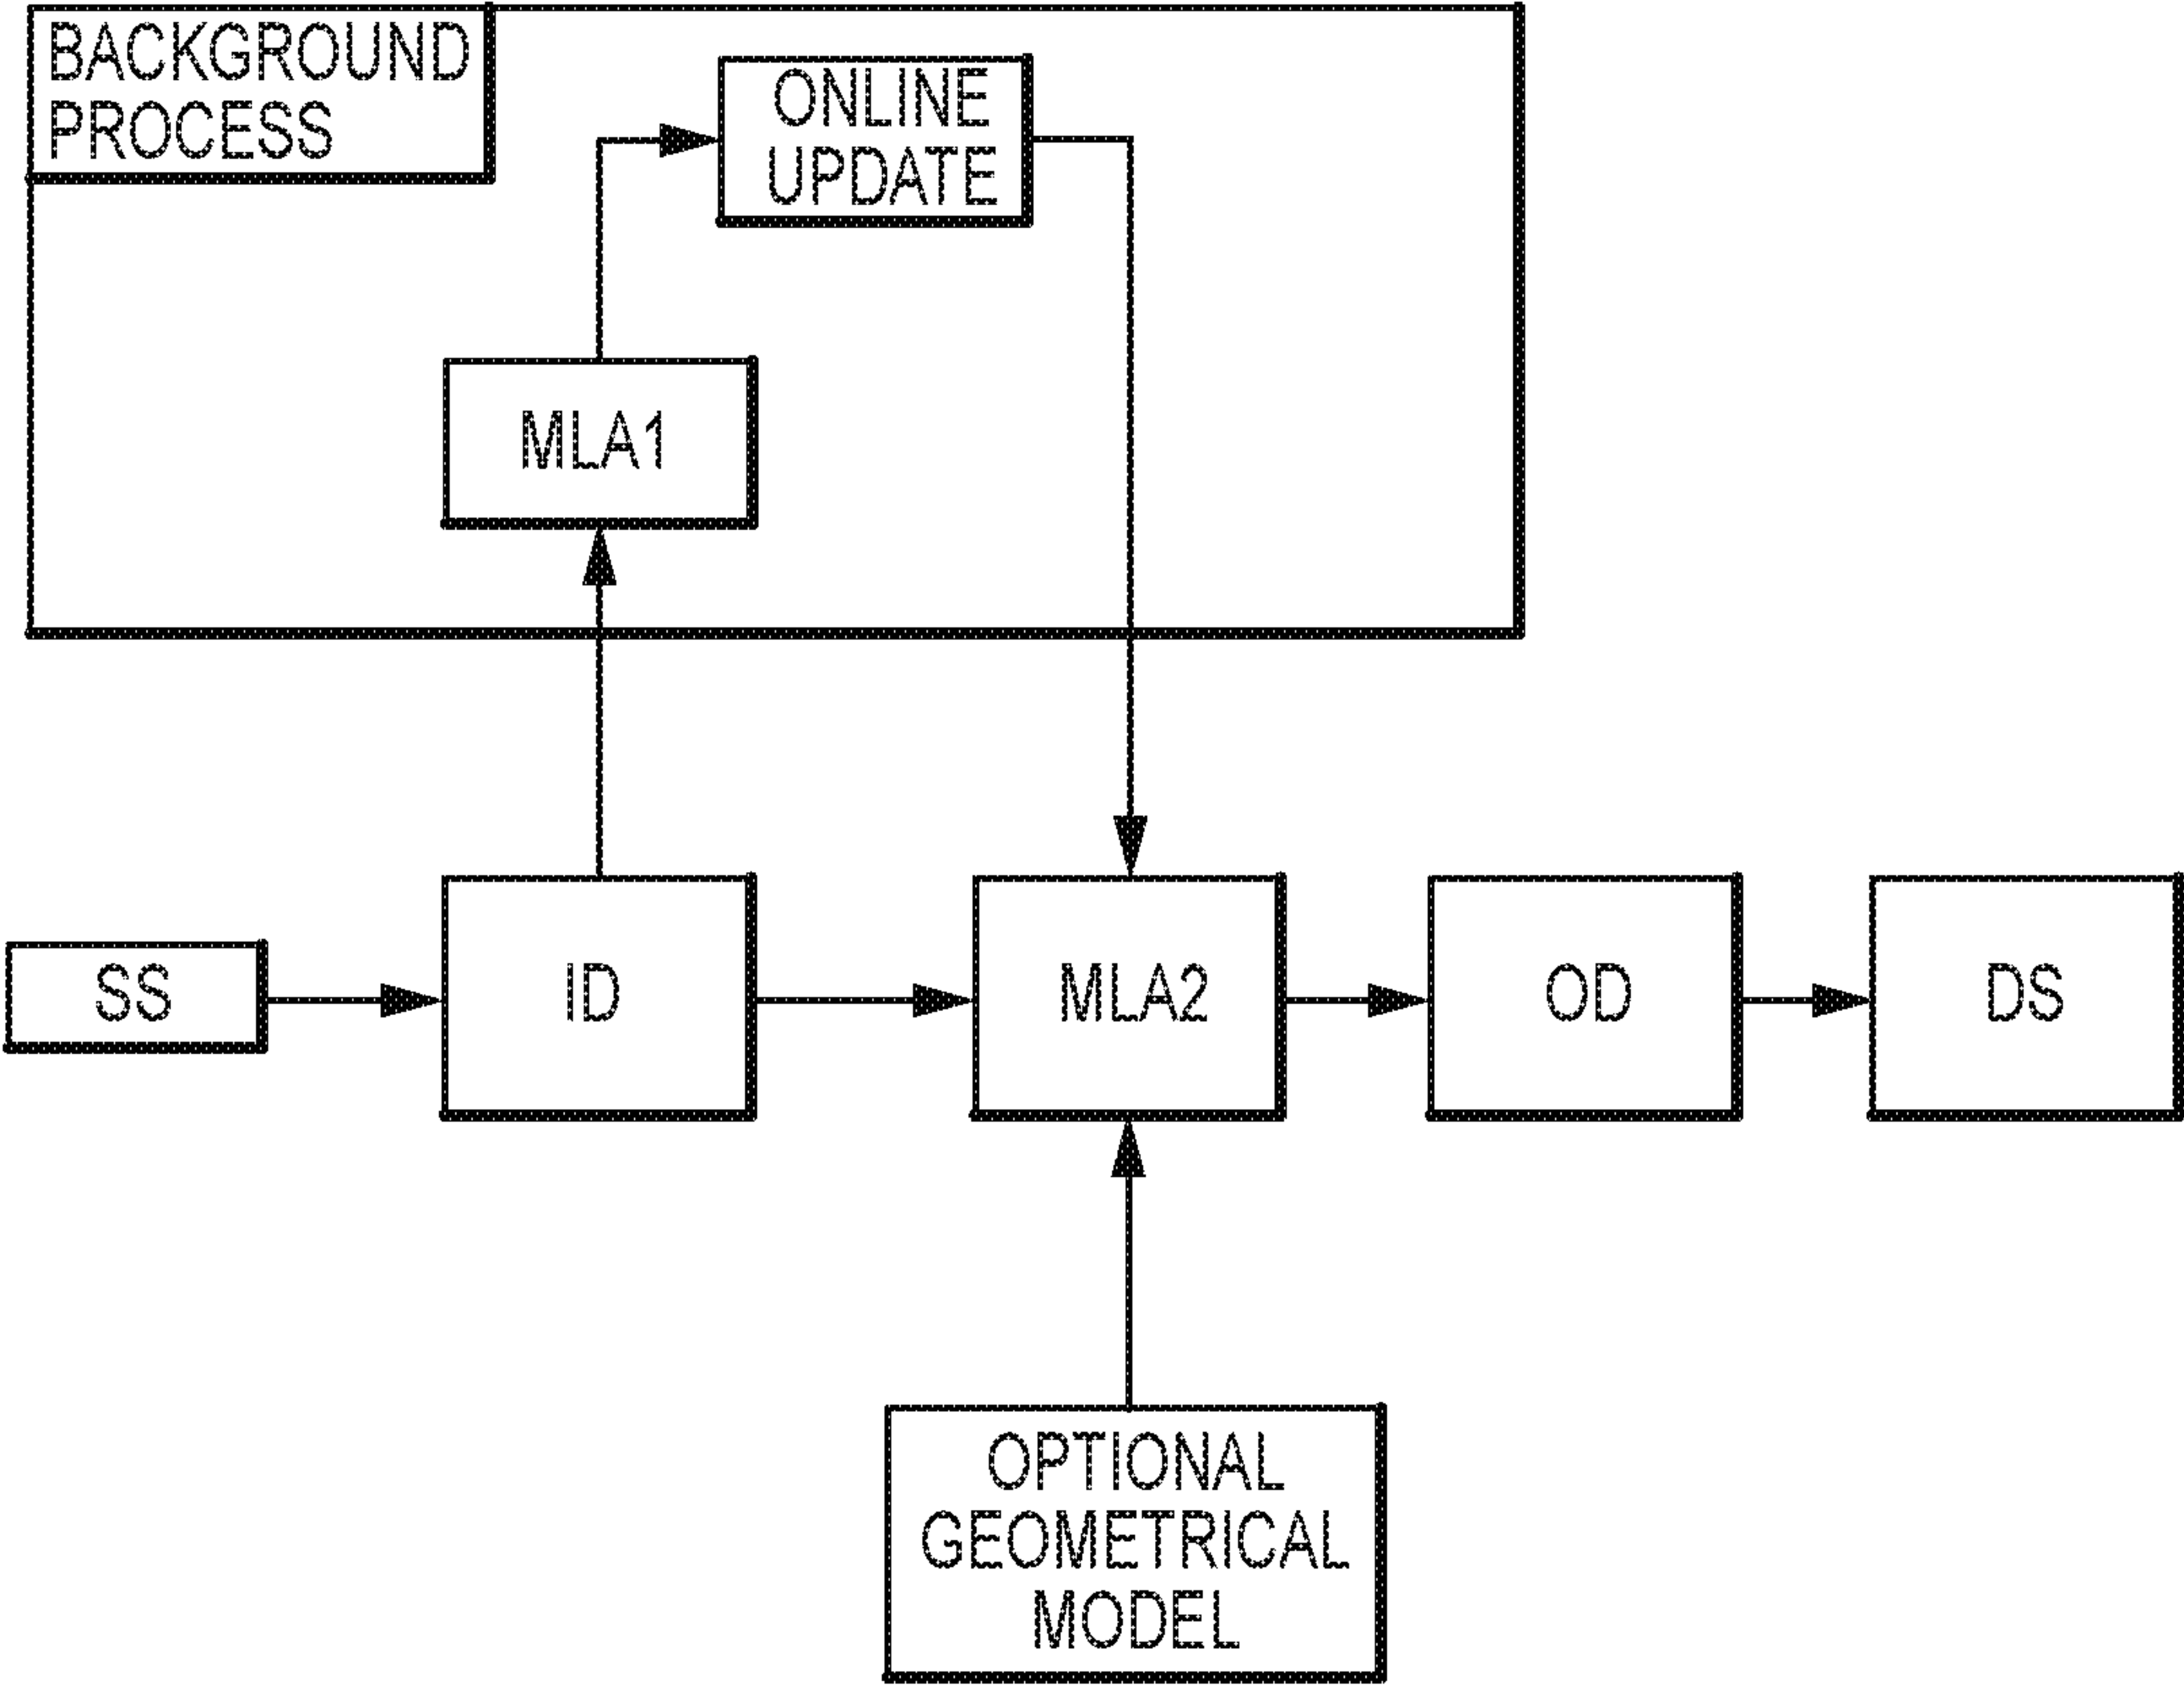 BACKGROUND
PROCESS
ONLINE
UPDATE
MLA1
SS
ID
MLA2
OD
DS
OPTIONAL
GEOMETRICAL
MODEL